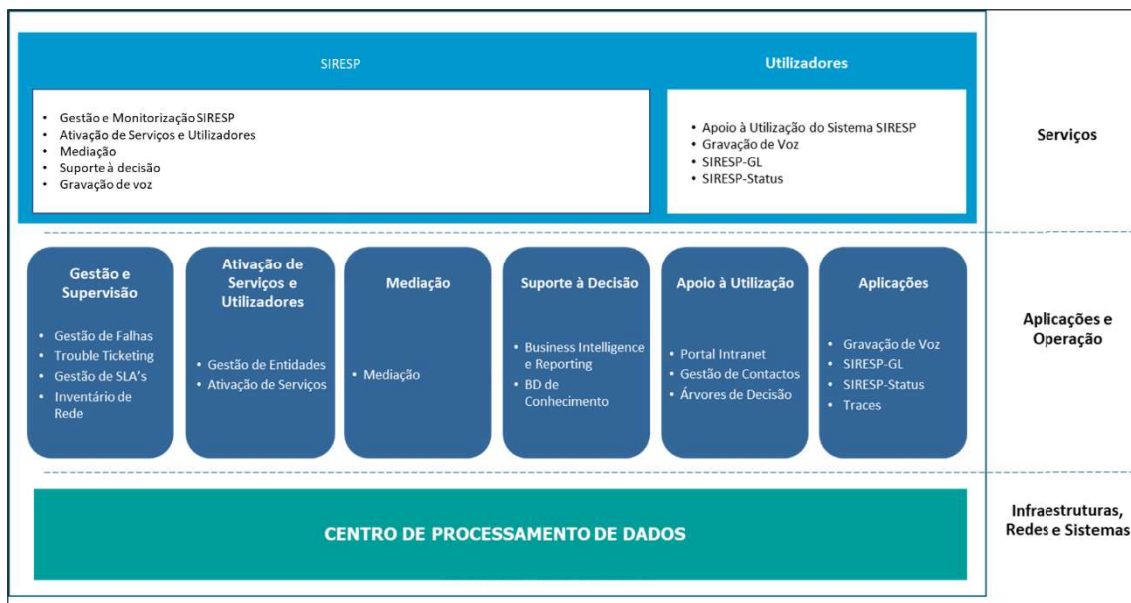 SIRESP
Utilizadores
• Gestão e Monitorização SIRESP
• Ativação de Serviços e Utilizadores
• Mediação
• Suporte à decisão
• Gravação de voz
• Apoio à Utilização do Sistema SIRESP
• Gravação de Voz
• SIRESP-GL
• SIRESP-Status
Serviços
Gestão e
Supervisão
• Gestão de Falhas
• Trouble Ticketing
• Gestão de SLA's
• Inventário de
Rede
Ativação de
Serviços e
Utilizadores
• Gestão de Entidades
• Ativação de Serviços
Mediação
• Mediação
Suporte à Decisão
• Business Intelligence
e Reporting
• BD de
Conhecimento
Apoio à Utilização
• Portal Intranet
• Gestão de Contactos
• Árvores de Decisão
Aplicações
• Gravação de Voz
• SIRESP-GL
• SIRESP-Status
• Traces
Aplicações e
Operação
CENTRO DE PROCESSAMENTO DE DADOS
Infraestruturas,
Redes e Sistemas